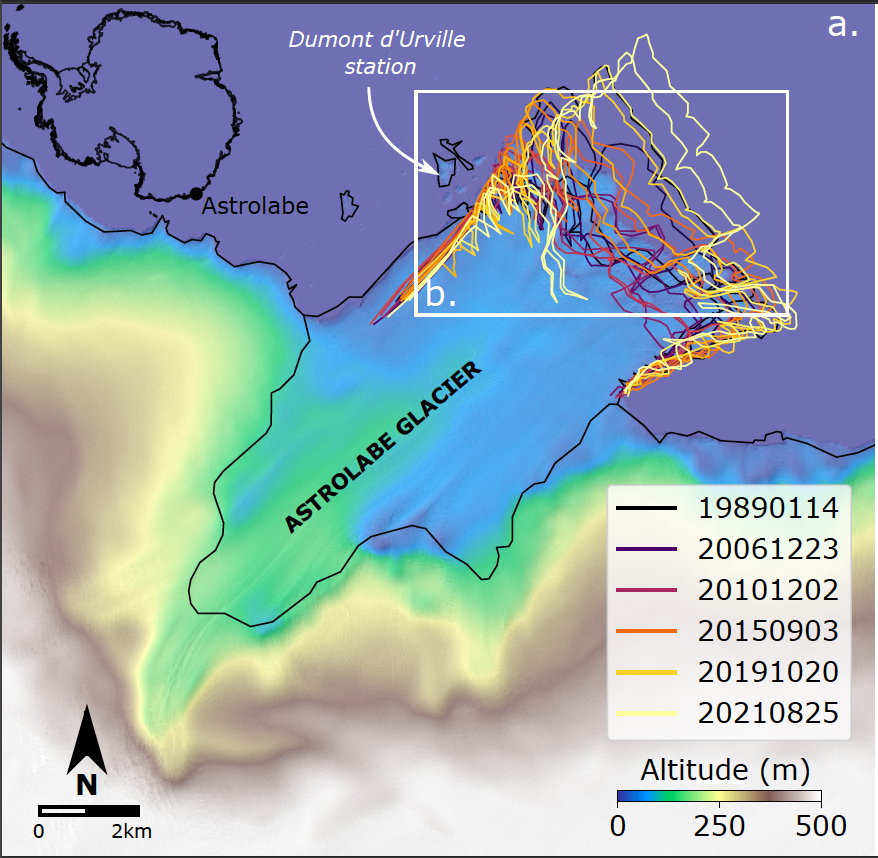 a.
Dumont d'Urville
station
Astrolabe
b.
ASTROLABE GLACIER
19890114
20061223
20101202
20150903
20191020
20210825
N
0 2km
Altitude (m)
0 250 500